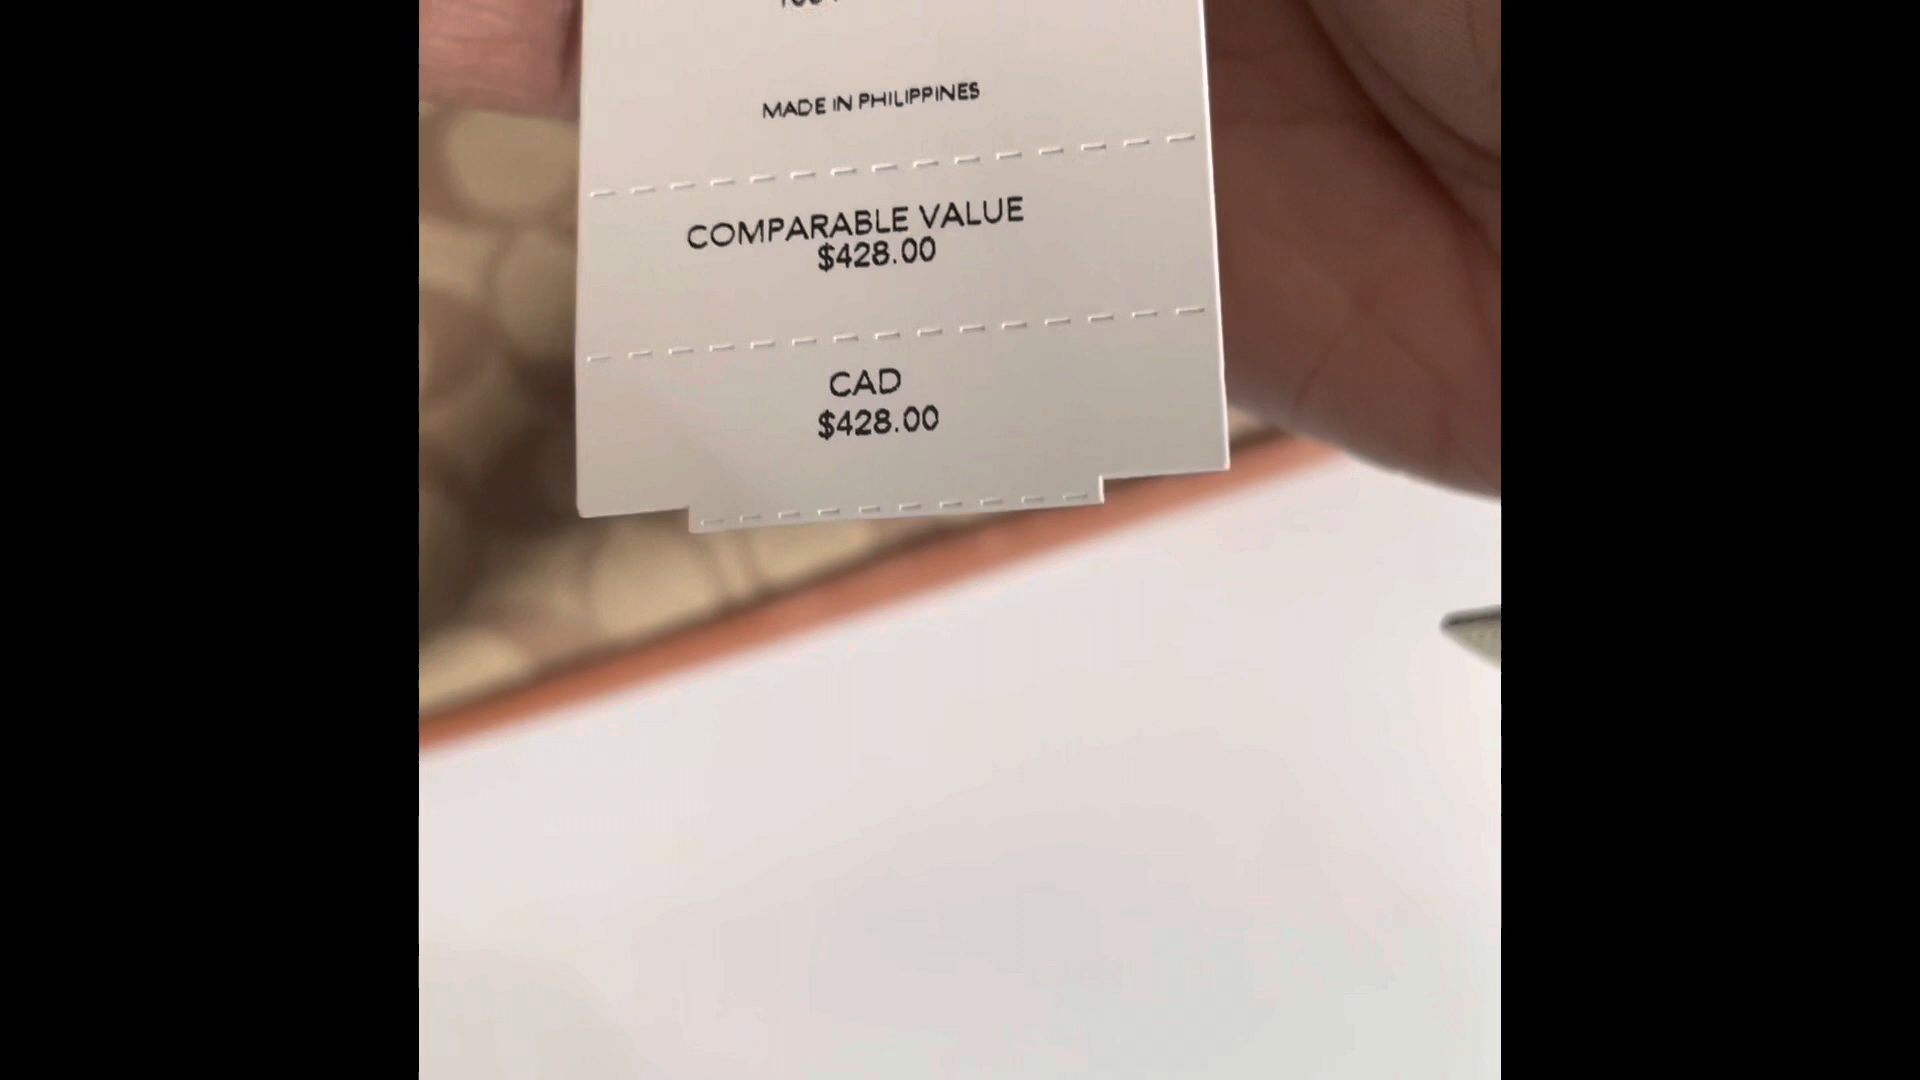 MADE IN PHILIPPINES
COMPARABLE VALUE
$428.00
CAD
$428.00